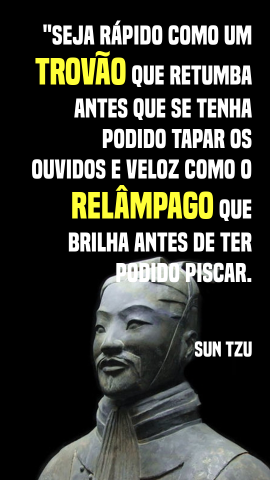 "SEJA RÁPIDO COMO UM
TROVÃO QUE RETUMBA
ANTES QUE SE TENHA
PODIDO TAPAR OS
OUVIDOS E VELOZ COMO O
RELÂMPAGO QUE
BRILHA ANTES DE TER
PODIDO PISCAR.
SUN TZU